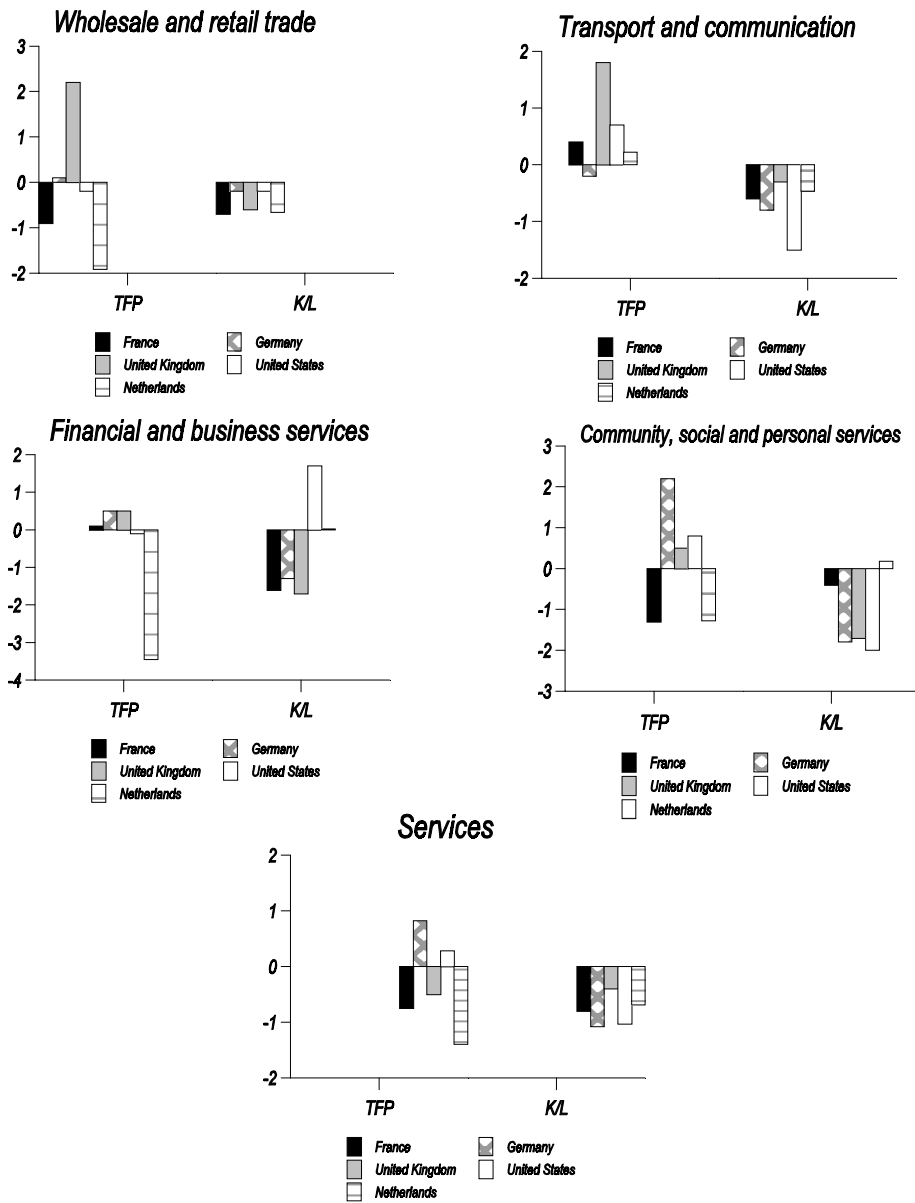 Wholesale and retail trade
3
2
1
0
-1
-2
TFP K/L
France Germany
United Kingdom United States
Netherlands
Transport and communication
2
1
0
-1
-2
TFP K/L
France Germany
United Kingdom United States
Netherlands
Financial and business services
2
1
0
-1
-2
-3
-4
TFP K/L
France Germany
United Kingdom United States
Netherlands
Community, social and personal services
3
2
1
0
-1
-2
-3
TFP K/L
France Germany
United Kingdom United States
Netherlands
Services
2
1
0
-1
-2
TFP K/L
France Germany
United Kingdom United States
Netherlands